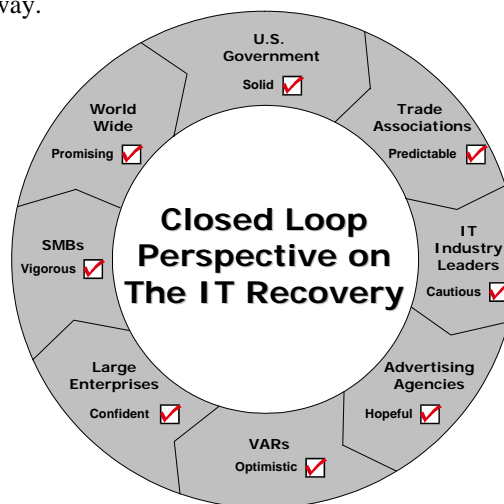 way.
U.S.
Government
Solid
Trade
Associations
Predictable
IT
Industry
Leaders
Cautious
Advertising
Agencies
Hopeful
VARs
Optimistic
Large
Enterprises
Confident
SMBs
Vigorous
World
Wide
Promising
Closed Loop
Perspective on
The IT Recovery